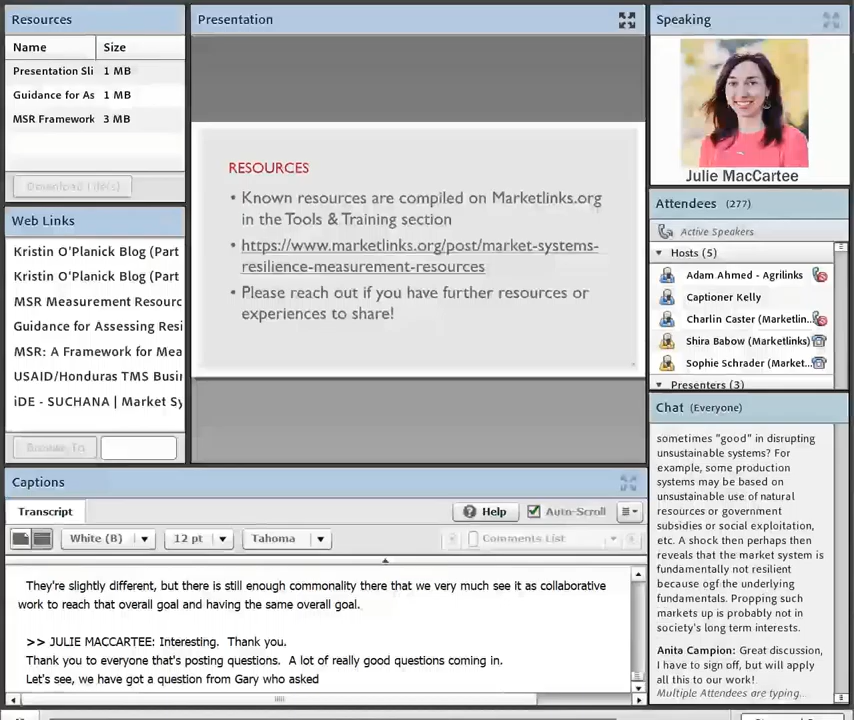 Resources
Name Size
Presentation Sli 1 MB
Guidance for As 1 MB
MSR Framework 3 MB
Download File(s)
Web Links
Kristin O'Planick Blog (Part
Kristin O'Planick Blog (Part
MSR Measurement Resourc
Guidance for Assessing Resi
MSR: A Framework for Mea
USAID/Honduras TMS Busin
iDE - SUCHANA | Market Sy
Browse To
Presentation
RESOURCES
• Known resources are compiled on Marketlinks.org
in the Tools & Training section
• https://www.marketlinks.org/post/market-systems-
resilience-measurement-resources
• Please reach out if you have further resources or
experiences to share!
Speaking
Julie MacCartee
Attendees (277)
Active Speakers
Hosts (5)
Adam Ahmed - Agrilinks
Captioner Kelly
Charlin Caster (Marketlin...
Shira Babow (Marketlinks)
Sophie Schrader (Market...
Presenters (3)
Chat (Everyone)
sometimes "good" in disrupting
unsustainable systems? For
example, some production
systems may be based on
unsustainable use of natural
resources or government
subsidies or social exploitation,
etc. A shock then perhaps then
reveals that the market system is
fundamentally not resilient
because ogf the underlying
fundamentals. Propping such
markets up is probably not in
society's long term interests.
Anita Campion: Great discussion,
I have to sign off, but will apply
all this to our work!
Multiple Attendees are typing...
Captions
Transcript
Help
Auto-Scroll
White (B)
12 pt
Tahoma
Comments List
They're slightly different, but there is still enough commonality there that we very much see it as collaborative
work to reach that overall goal and having the same overall goal.
>> JULIE MACCARTEE: Interesting. Thank you.
Thank you to everyone that's posting questions. A lot of really good questions coming in.
Let's see, we have got a question from Gary who asked